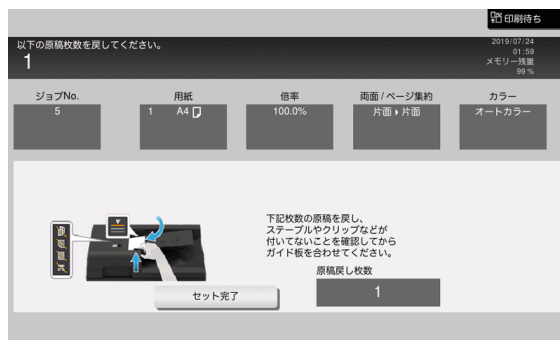 印刷待ち
以下の原稿枚数を戻してください。
1
2019/07/24
01:59
メモリー残量
99 %
ジョブNo.
用紙
倍率
両面/ページ集約
カラー
5
1 A4
100.0%
片面▶片面
オートカラー
下記枚数の原稿を戻し、
ステープルやクリップなどが
付いてないことを確認してから
ガイド板を合わせてください。
原稿戻し枚数
1
セット完了